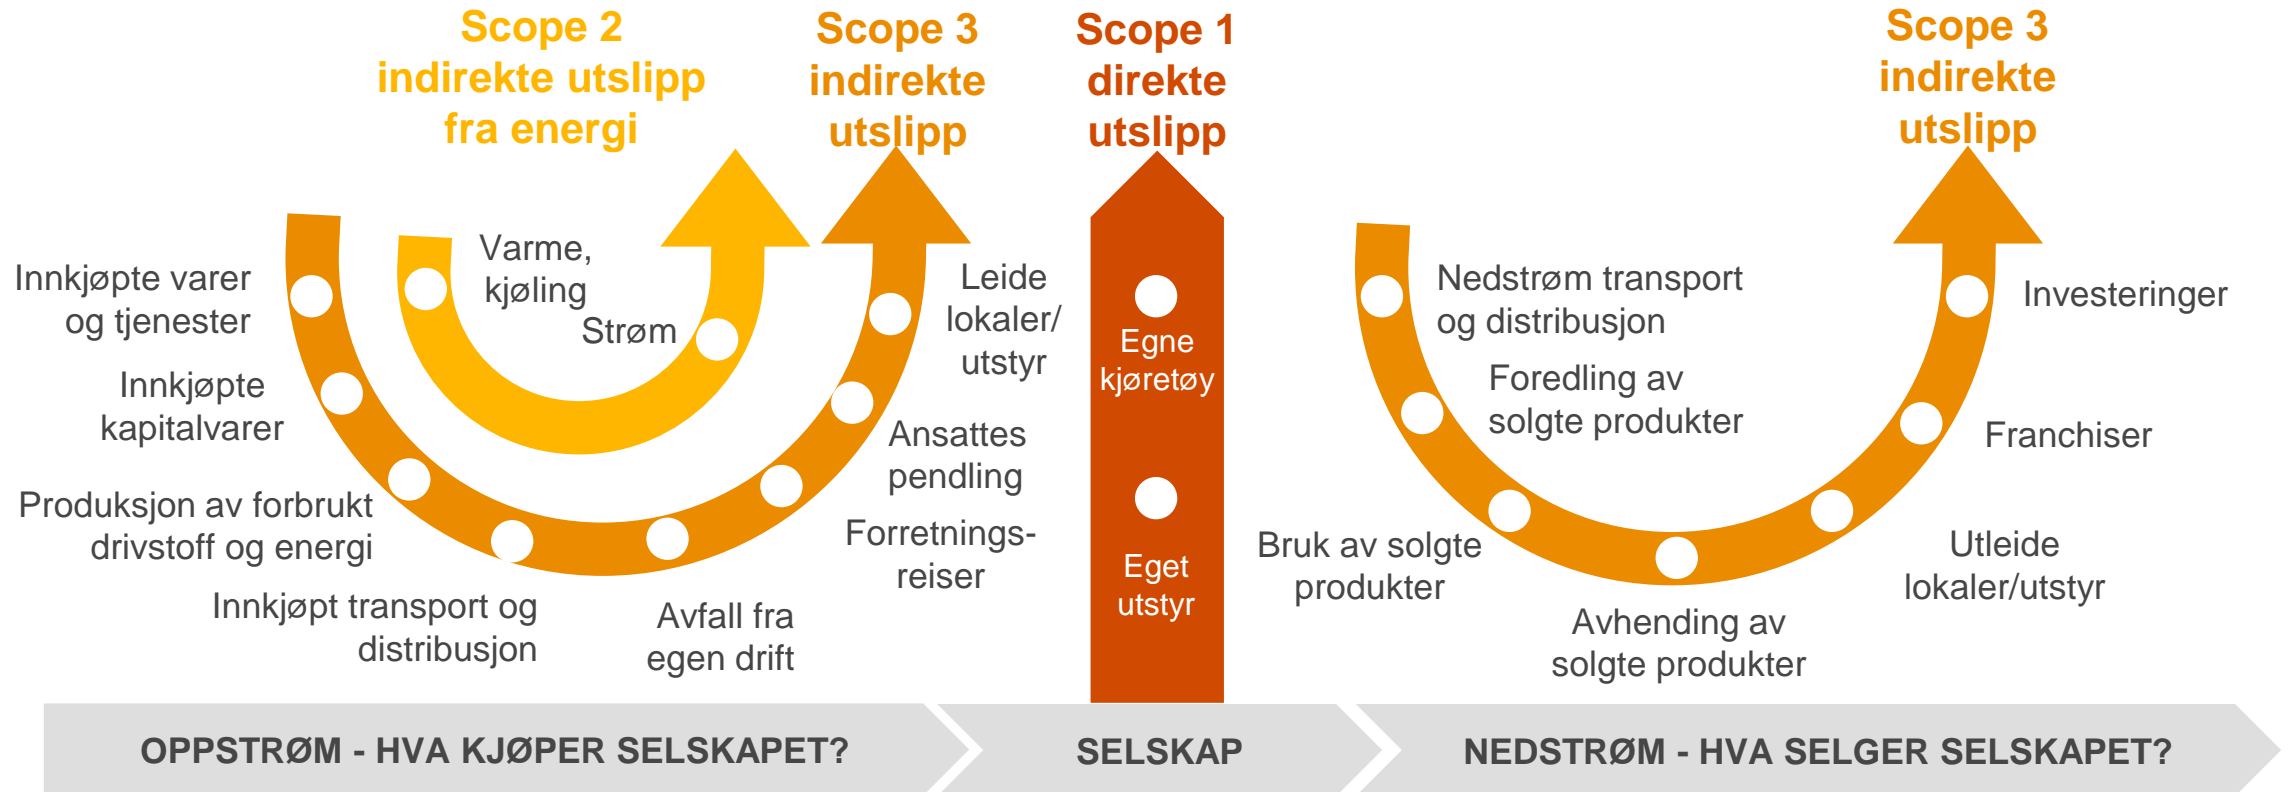 Scope 2
indirekte utslipp
fra energi
Scope 3
indirekte
utslipp
Scope 1
direkte
utslipp
Scope 3
indirekte
utslipp
Innkjøpte varer
og tjenester
Innkjøpte
kapitalvarer
Produksjon av forbrukt
drivstoff og energi
Innkjøpt transport og
distribusjon
Avfall fra
egen drift
Forretnings-
reiser
Ansattes
pendling
Leide
lokaler/
utstyr
Varme,
kjøling
Strøm
Egne
kjøretøy
Eget
utstyr
Nedstrøm transport
og distribusjon
Foredling av
solgte produkter
Bruk av solgte
produkter
Avhending av
solgte produkter
Utleide
lokaler/utstyr
Franchiser
Investeringer
OPPSTRØM - HVA KJØPER SELSKAPET?
SELSKAP
NEDSTRØM - HVA SELGER SELSKAPET?